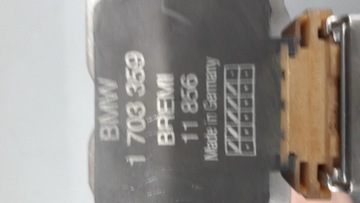 BMW
1 703 359
BREMI
11 856
Made in Germany